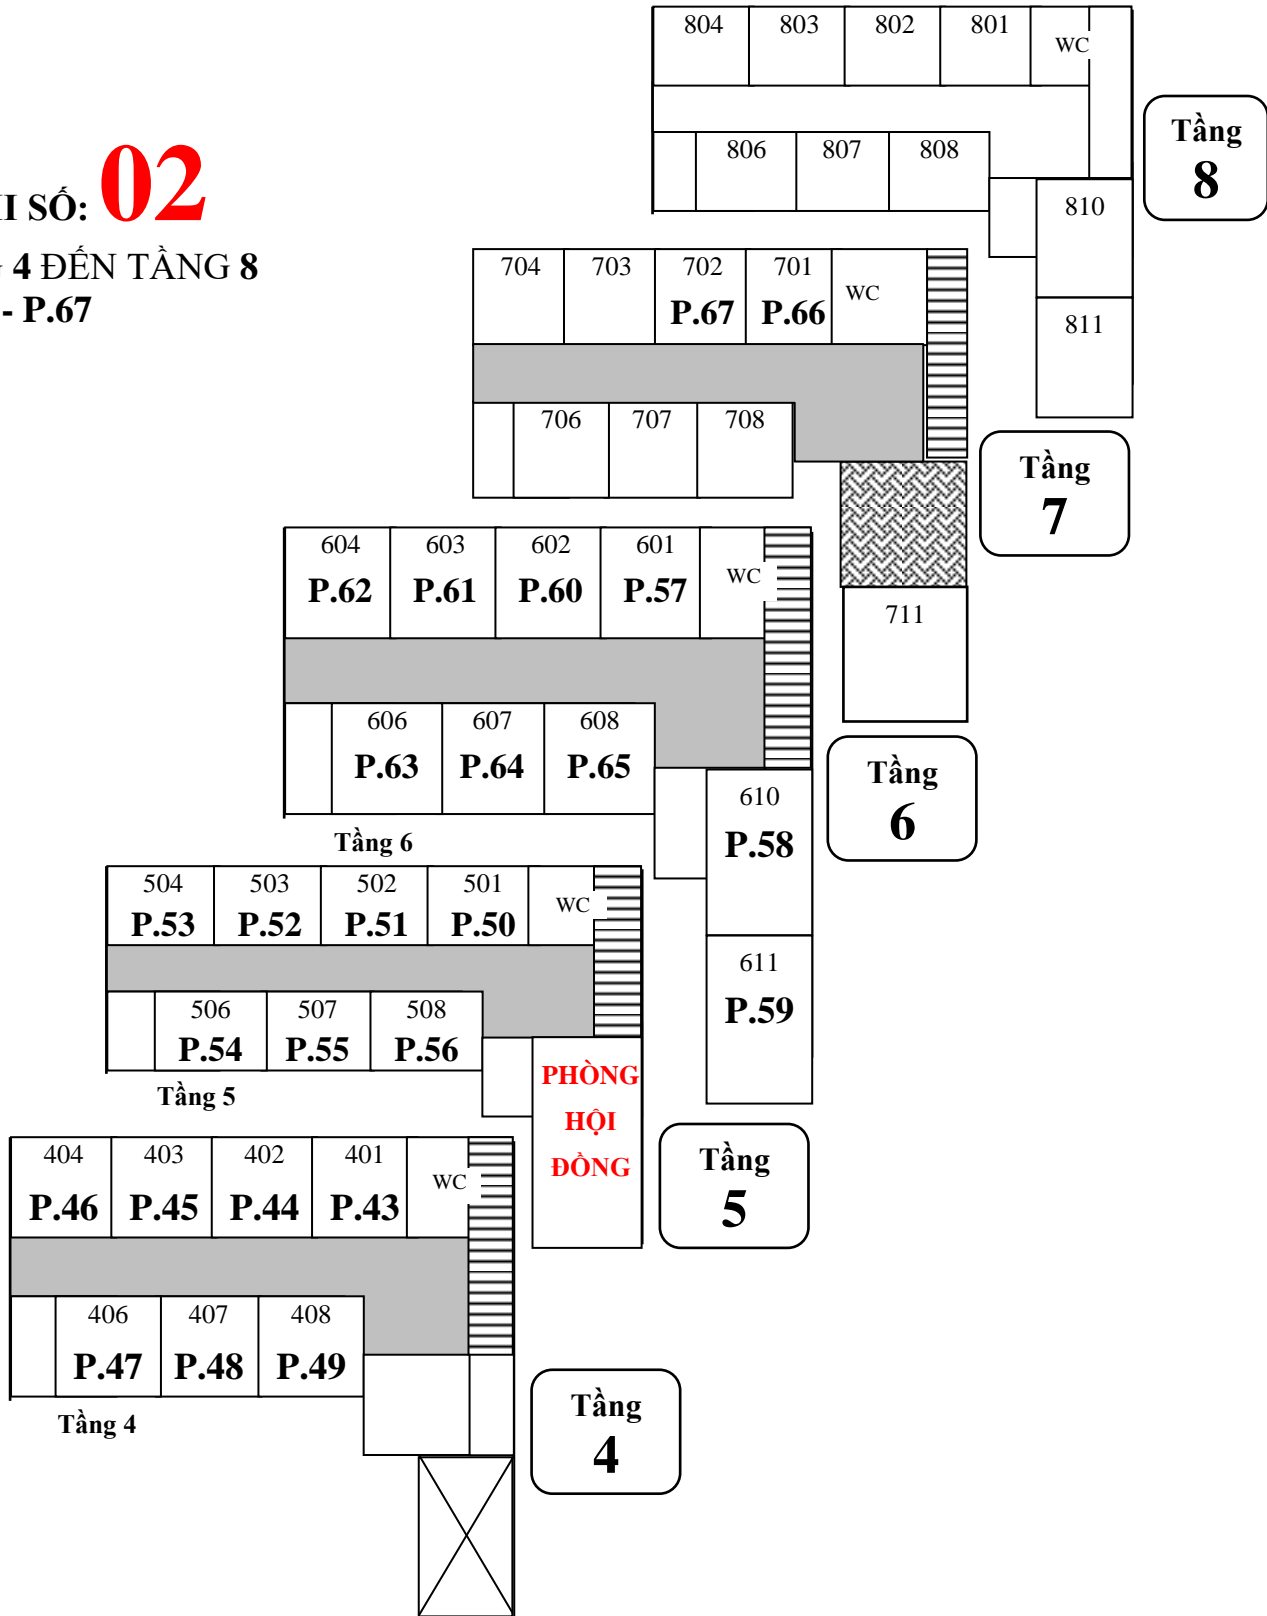 804 803 802 801 WC
Tầng
8
806 807 808
810
811
SỐ: 02
4 ĐẾN TẦNG 8
- P.67
704 703 702 701 WC
P.67 P.66
706 707 708
Tầng
7
711
604 603 602 601 WC
P.62 P.61 P.60 P.57
606 607 608
P.63 P.64 P.65
Tầng
6
610
P.58
Tầng 6
611
P.59
504 503 502 501 WC
P.53 P.52 P.51 P.50
506 507 508
P.54 P.55 P.56
Tầng 5
PHÒNG
HỘI
ĐỒNG
Tầng
5
404 403 402 401 WC
P.46 P.45 P.44 P.43
406 407 408
P.47 P.48 P.49
Tầng 4
Tầng
4